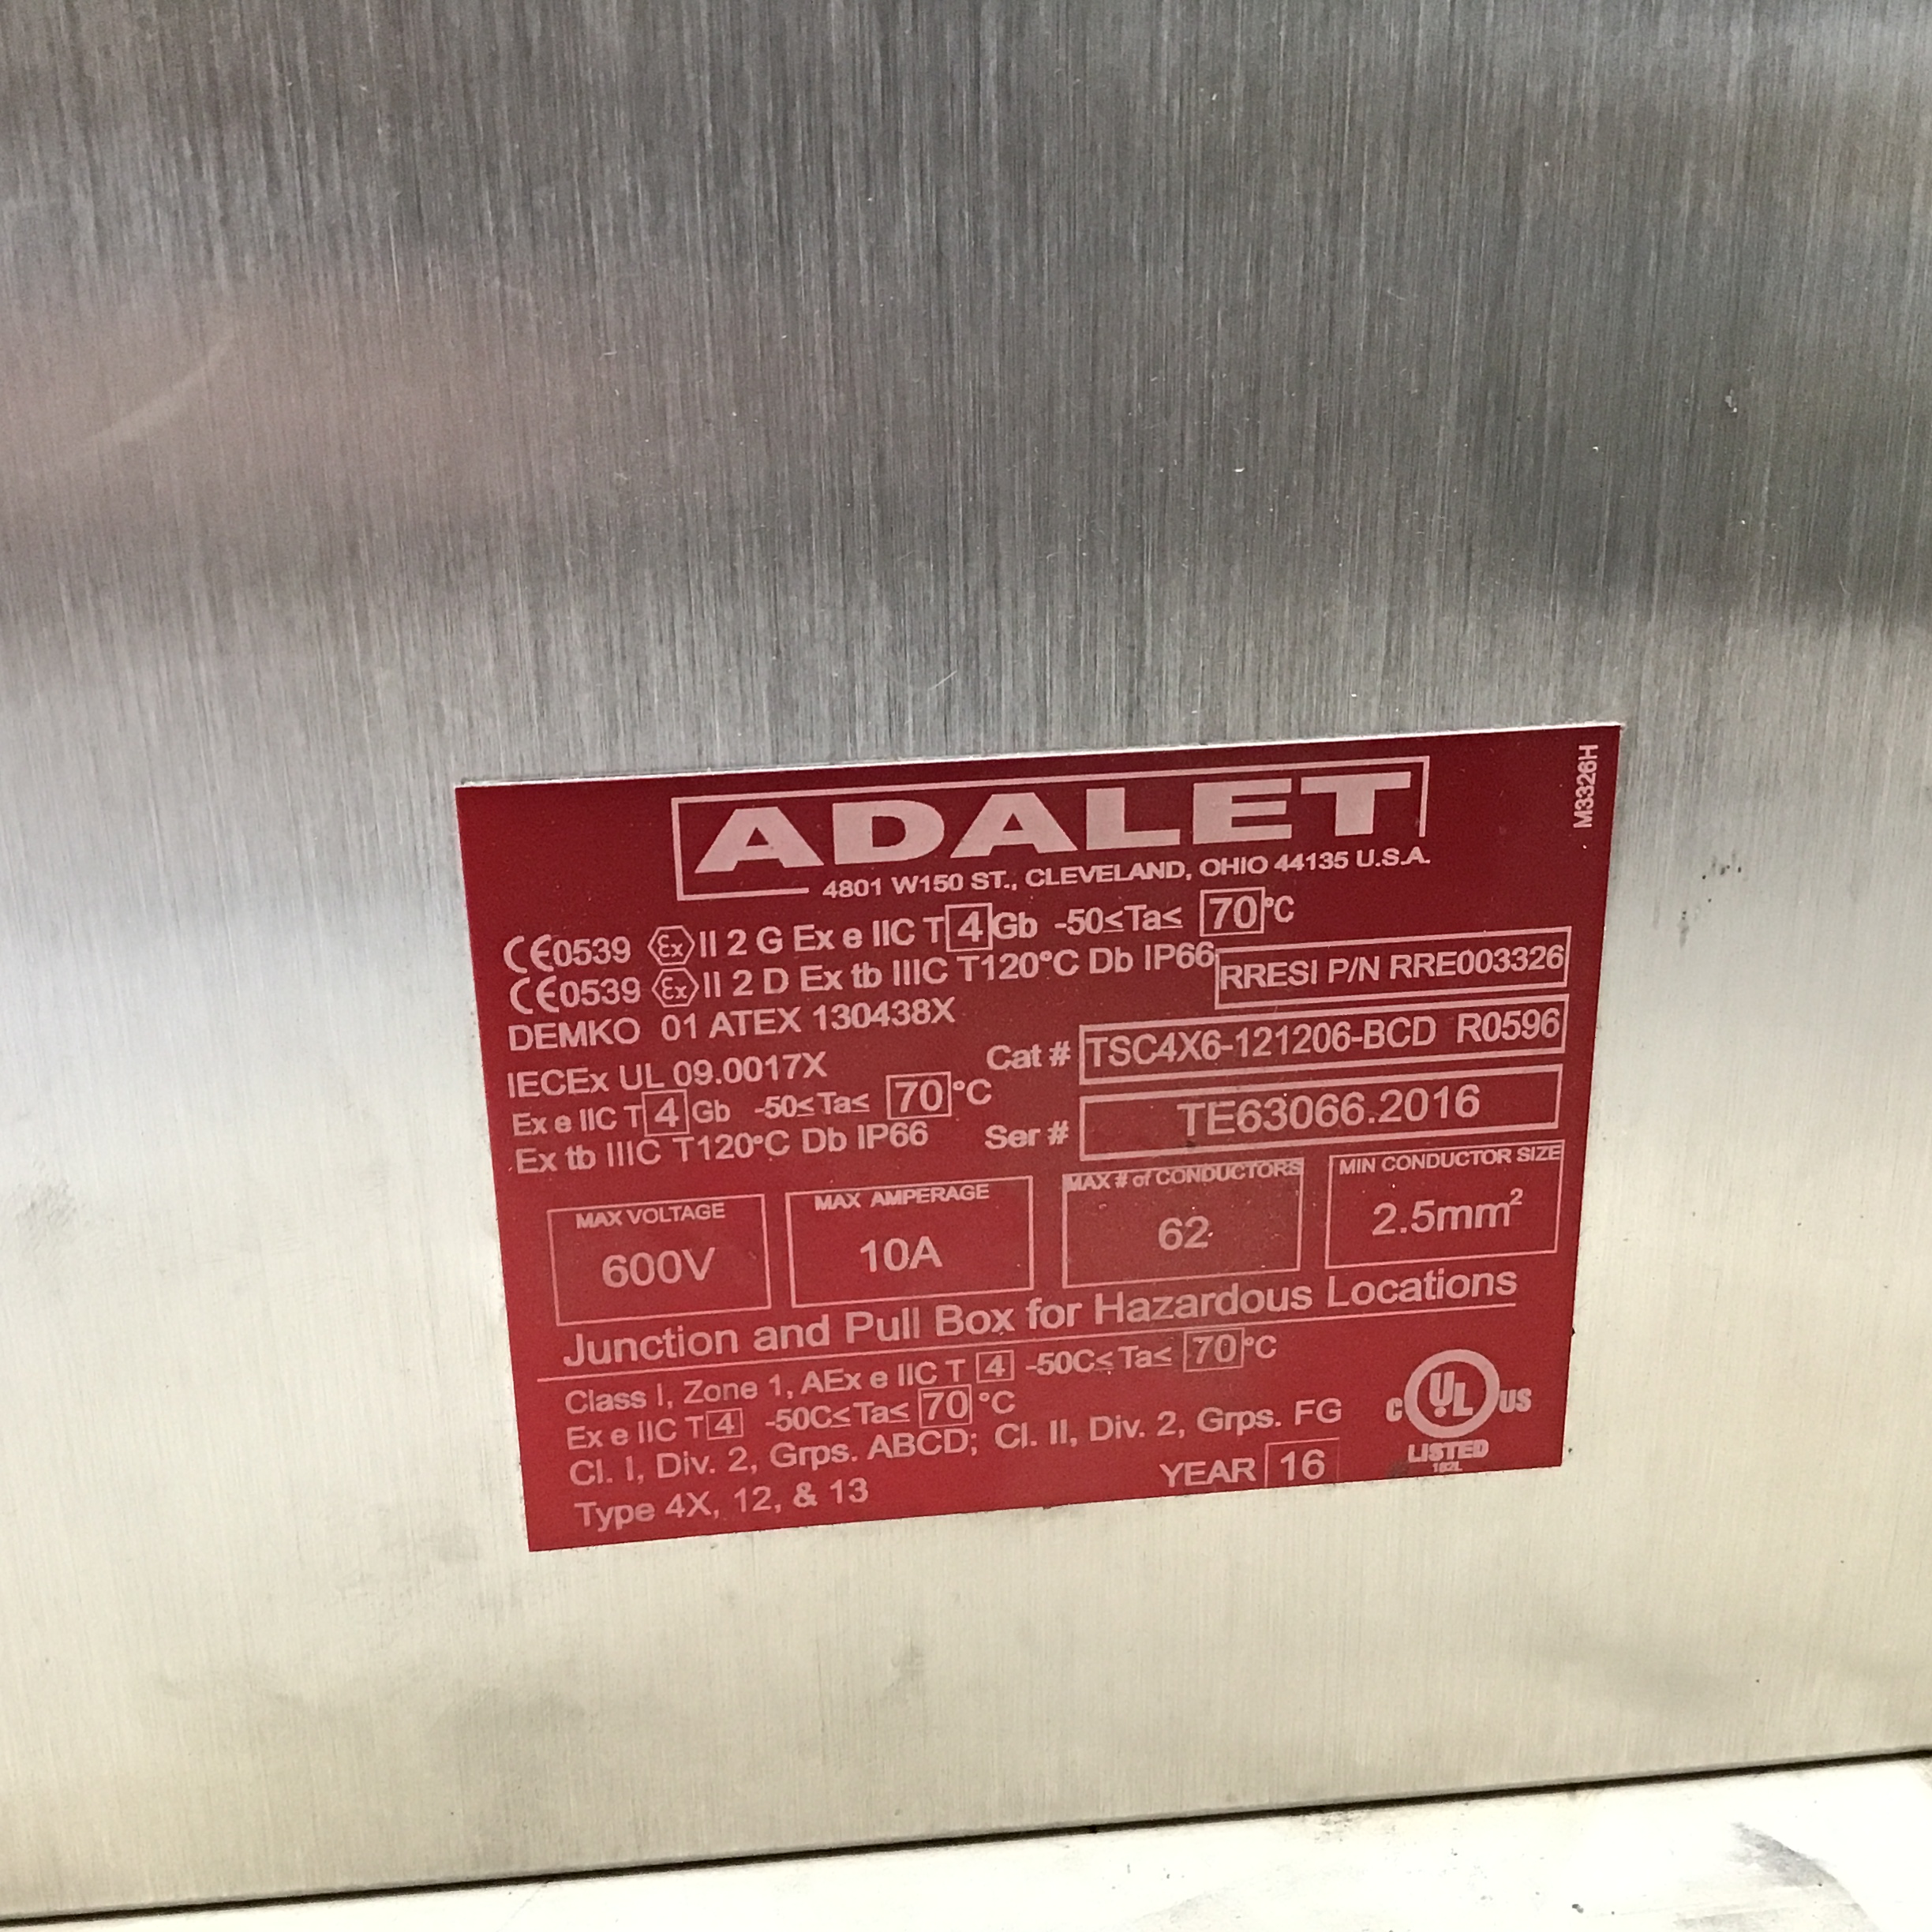 M3326H
ADALET
4801 W150 ST., CLEVELAND, OHIO 44135 U.S.A.
CE0539 Ex II 2 G Ex e IIC T 4 Gb -50≤Ta≤ 70 °C
CE0539 Ex II 2 D Ex tb IIIC T120°C Db IP66
RRESI P/N RRE003326
DEMKO 01 ATEX 130438X
Cat # TSC4X6-121206-BCD R0596
IECEx UL 09.0017X
Ex e IIC T 4 Gb -50≤Ta≤ 70 °C
Ser # TE63066.2016
Ex tb IIIC T120°C Db IP66
MAX VOLTAGE
600V
MAX AMPERAGE
10A
MAX # of CONDUCTORS
62
MIN CONDUCTOR SIZE
2.5mm²
Junction and Pull Box for Hazardous Locations
Class I, Zone 1, AEx e IIC T 4 -50C≤Ta≤ 70 °C
Ex e IIC T 4 -50C≤Ta≤ 70 °C
Cl. I, Div. 2, Grps. ABCD; Cl. II, Div. 2, Grps. FG
Type 4X, 12, & 13
YEAR 16
C UL US
LISTED